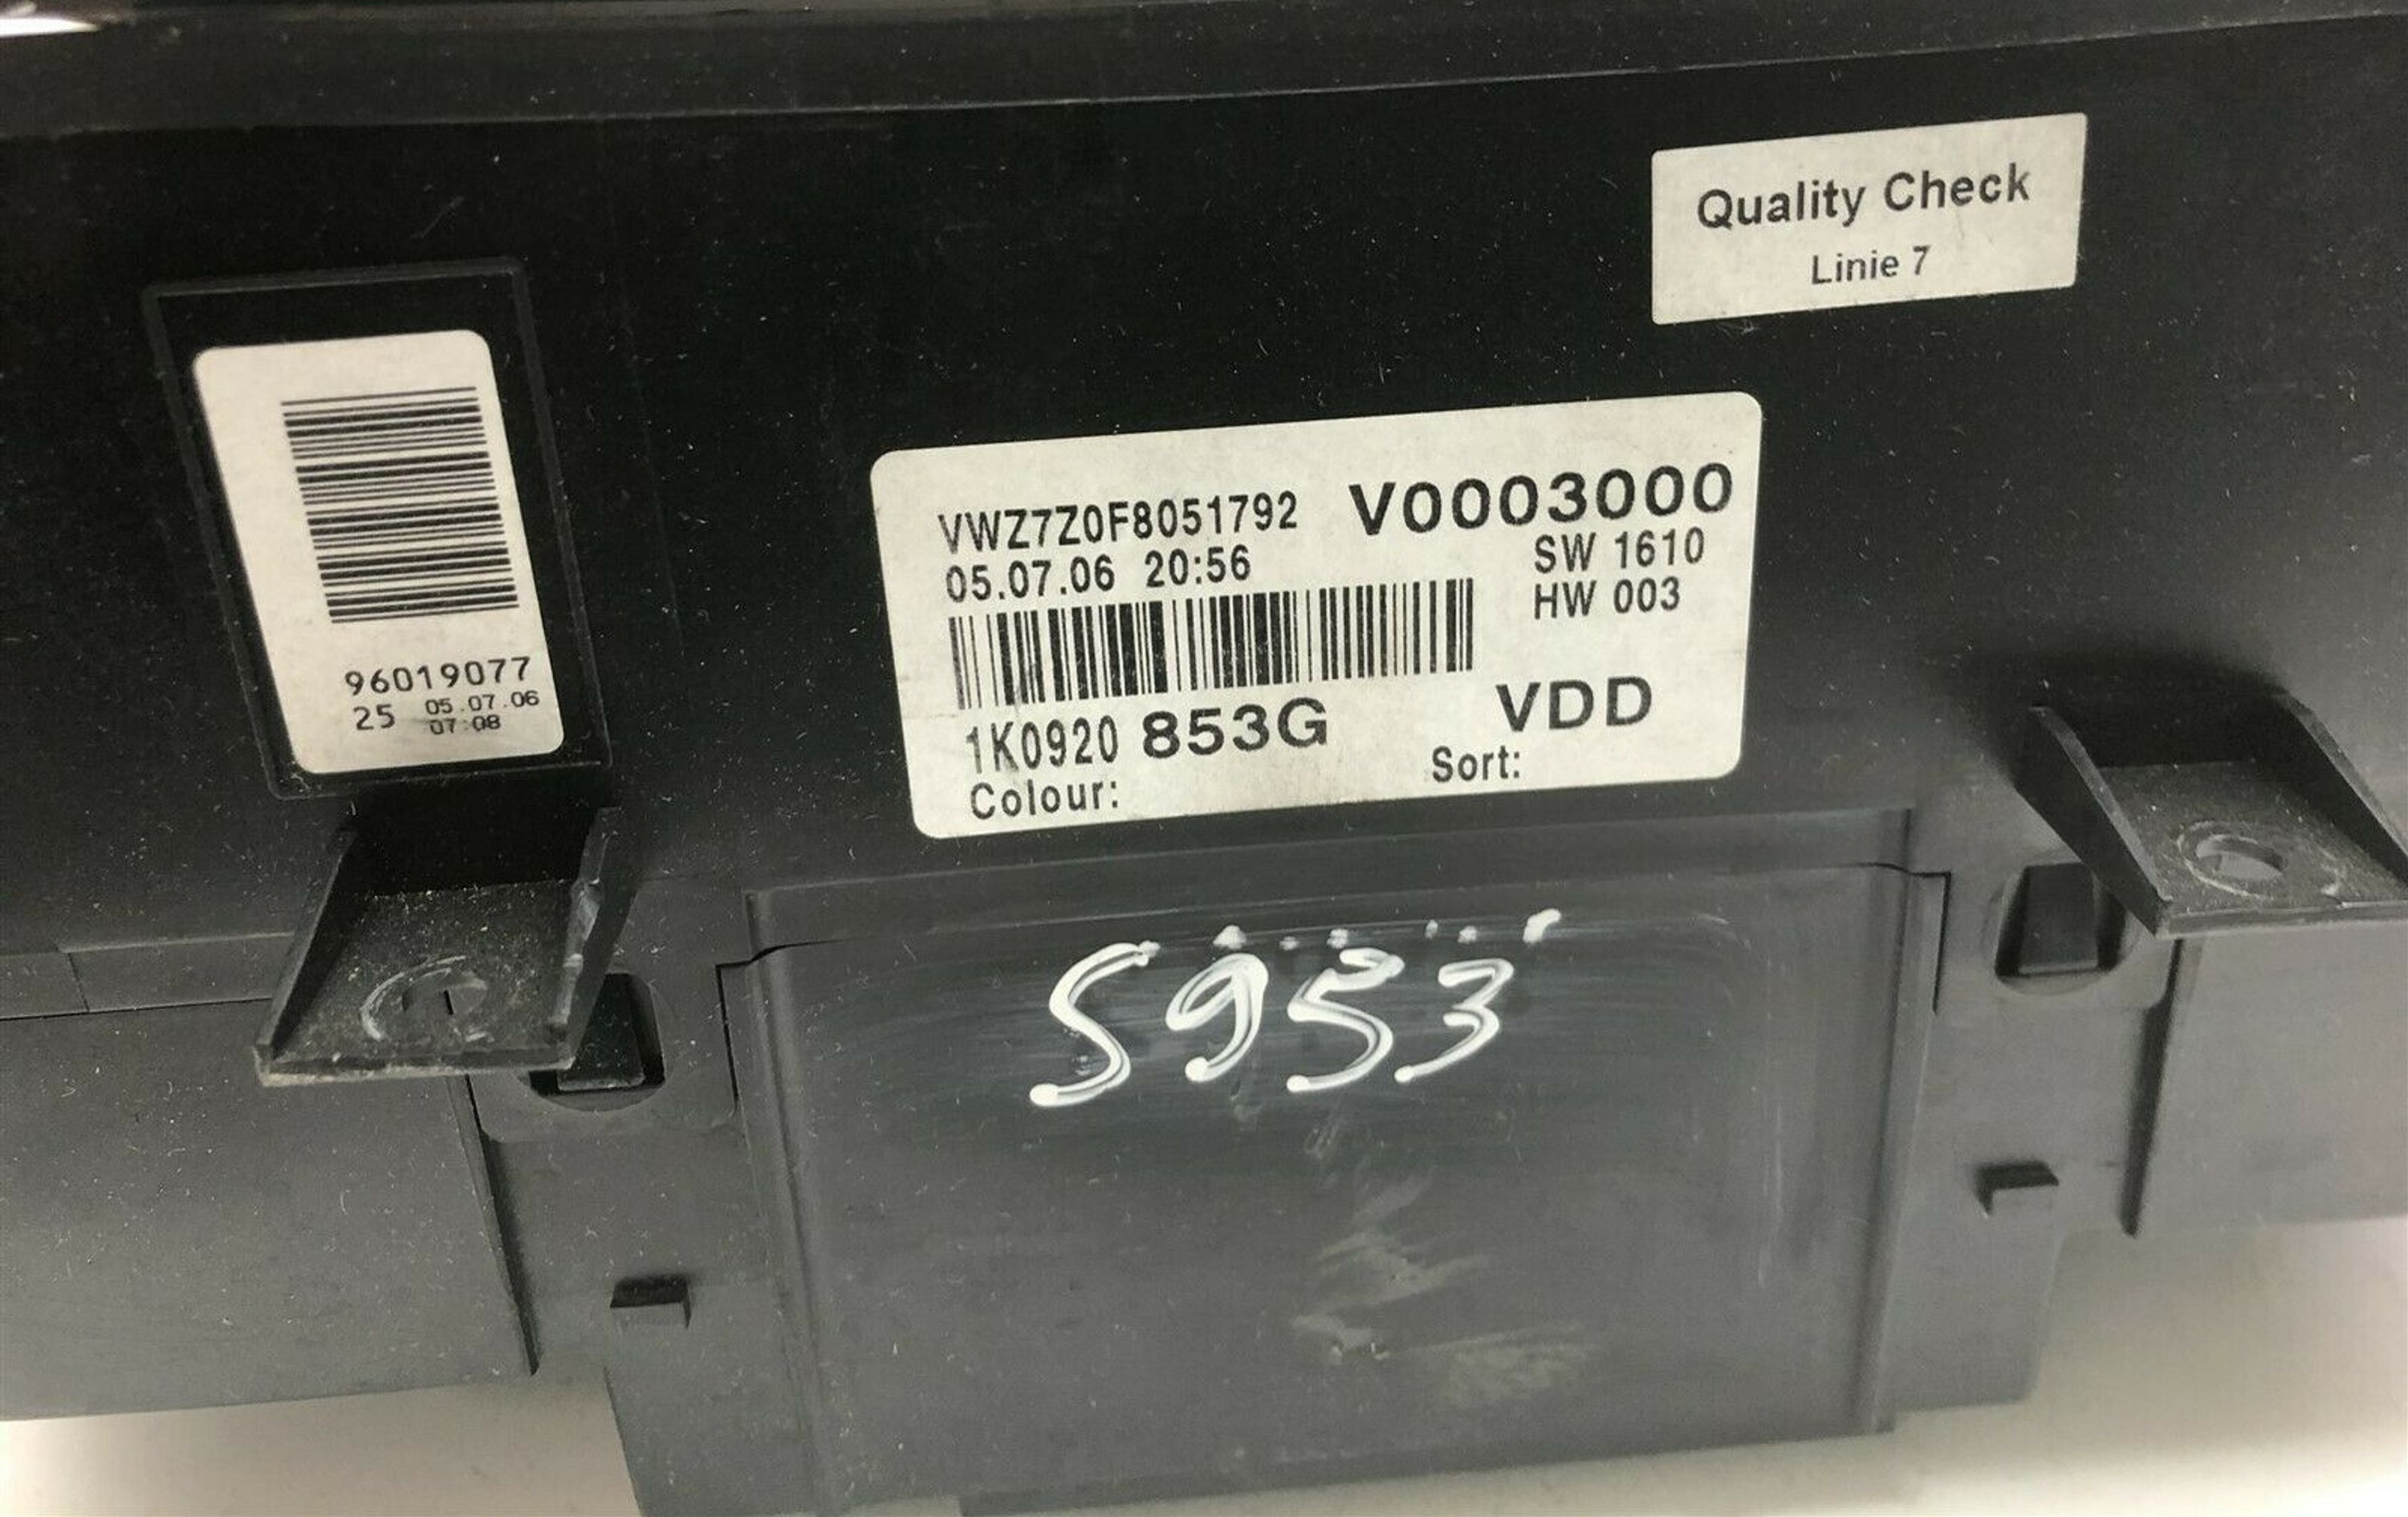 Quality Check
Linie 7
96019077
25 05.07.06
07:08
VWZ7Z0F8051792 V0003000
05.07.06 20:56 SW 1610
HW 003
1K0920 853G VDD
Colour: Sort:
5953